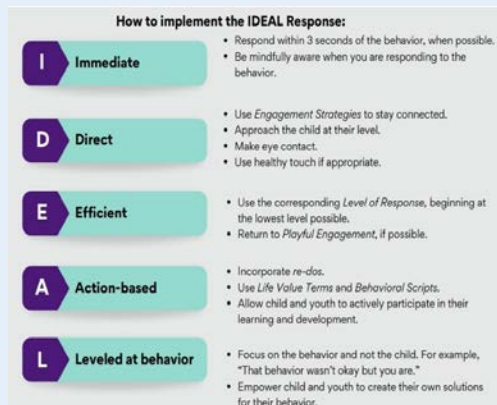 How to implement the IDEAL Response:
I
Immediate
• Respond within 3 seconds of the behavior, when possible.
• Be mindfully aware when you are responding to the
behavior.
D
Direct
• Use Engagement Strategies to stay connected.
• Approach the child at their level.
• Make eye contact.
• Use healthy touch if appropriate.
E
Efficient
• Use the corresponding Level of Response, beginning at
the lowest level possible.
• Return to Playful Engagement, if possible.
A
Action-based
• Incorporate re-dos.
• Use Life Value Terms and Behavioral Scripts.
• Allow child and youth to actively participate in their
learning and development.
L
Leveled at behavior
• Focus on the behavior and not the child. For example,
"That behavior wasn't okay but you are."
• Empower child and youth to create their own solutions
for their behavior.